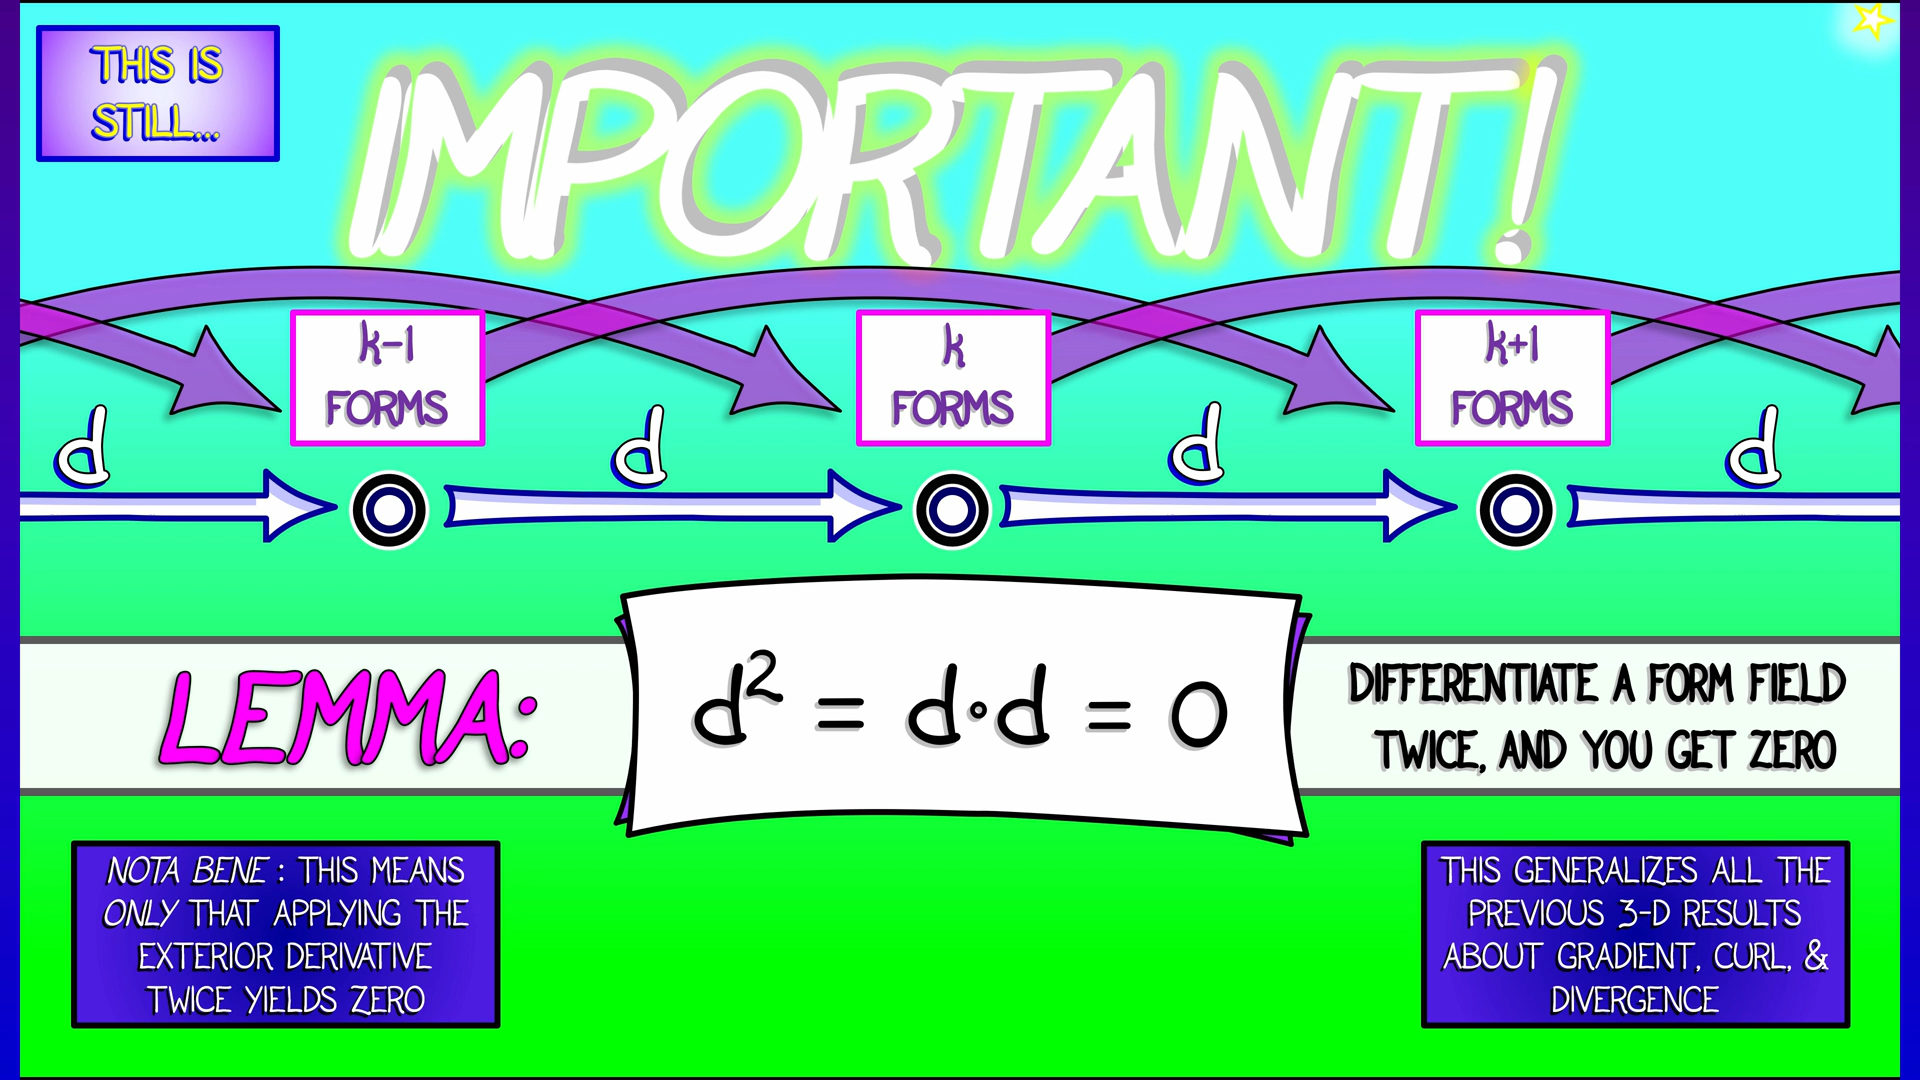 THIS IS
STILL...
IMPORTANT!
k-1
FORMS
k
FORMS
k+1
FORMS
d
d
d
d
LEMMA:
d² = d∘d = 0
DIFFERENTIATE A FORM FIELD
TWICE, AND YOU GET ZERO
NOTA BENE : THIS MEANS
ONLY THAT APPLYING THE
EXTERIOR DERIVATIVE
TWICE YIELDS ZERO
THIS GENERALIZES ALL THE
PREVIOUS 3-D RESULTS
ABOUT GRADIENT, CURL, &
DIVERGENCE